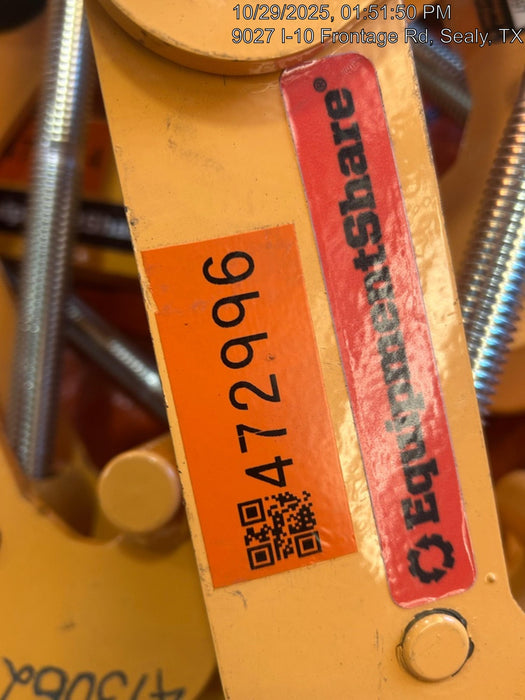 10/29/2025, 01:51:50 PM
9027 I-10 Frontage Rd, Sealy, TX
EquipmentShare®
472996